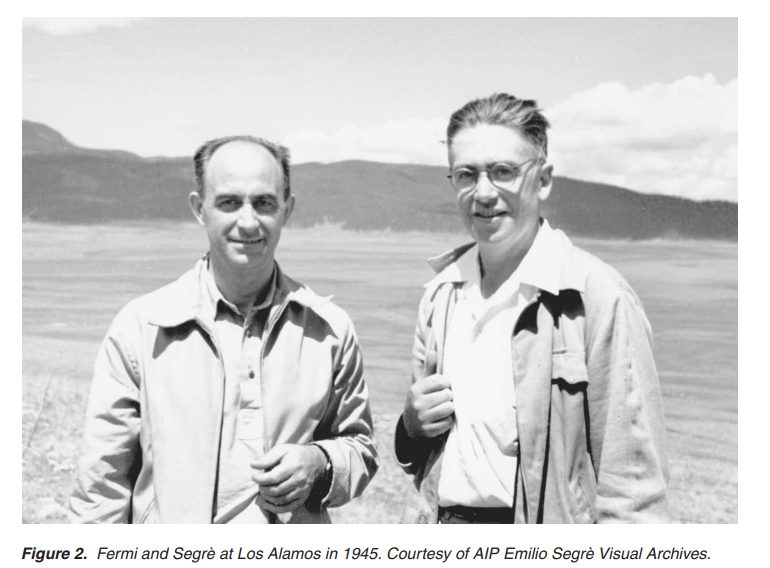 Figure 2. Fermi and Segrè at Los Alamos in 1945. Courtesy of AIP Emilio Segrè Visual Archives.